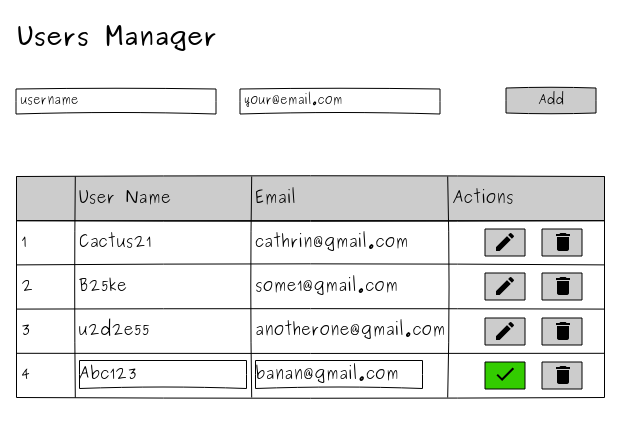 Users Manager
username your@email.com Add
User Name Email Actions
1 Cactus21 cathrin@gmail.com
2 B25ke some1@gmail.com
3 u2d2e55 anotherone@gmail.com
4 Abc123 banan@gmail.com